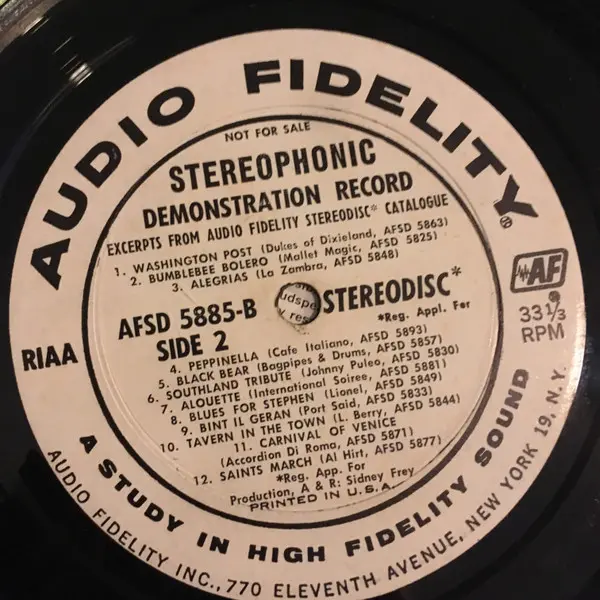 AUDIO FIDELITY®
NOT FOR SALE
STEREOPHONIC
DEMONSTRATION RECORD
EXCERPTS FROM AUDIO FIDELITY STEREODISC* CATALOGUE
1. WASHINGTON POST (Dukes of Dixieland, AFSD 5863)
2. BUMBLEBEE BOLERO (Mallet Magic, AFSD 5825)
3. ALEGRIAS (La Zambra, AFSD 5848)
AFSD 5885-B
SIDE 2
STEREODISC*
*Reg. Appl. For
AF
33⅓
RPM
RIAA
4. PEPPINELLA (Cafe Italiano, AFSD 5893)
5. BLACK BEAR (Bagpipes & Drums, AFSD 5857)
6. SOUTHLAND TRIBUTE (Johnny Puleo, AFSD 5830)
7. ALOUETTE (International Soiree, AFSD 5881)
8. BLUES FOR STEPHEN (Lionel, AFSD 5849)
9. BINT IL GERAN (Port Said, AFSD 5833)
10. TAVERN IN THE TOWN (L. Berry, AFSD 5844)
11. CARNIVAL OF VENICE
(Accordion Di Roma, AFSD 5871)
12. SAINTS MARCH (Al Hirt, AFSD 5877)
*Reg. App. For
Production, A & R: Sidney Frey
PRINTED IN U.S.A.
A STUDY IN HIGH FIDELITY SOUND
AUDIO FIDELITY INC., 770 ELEVENTH AVENUE, NEW YORK 19, N.Y.